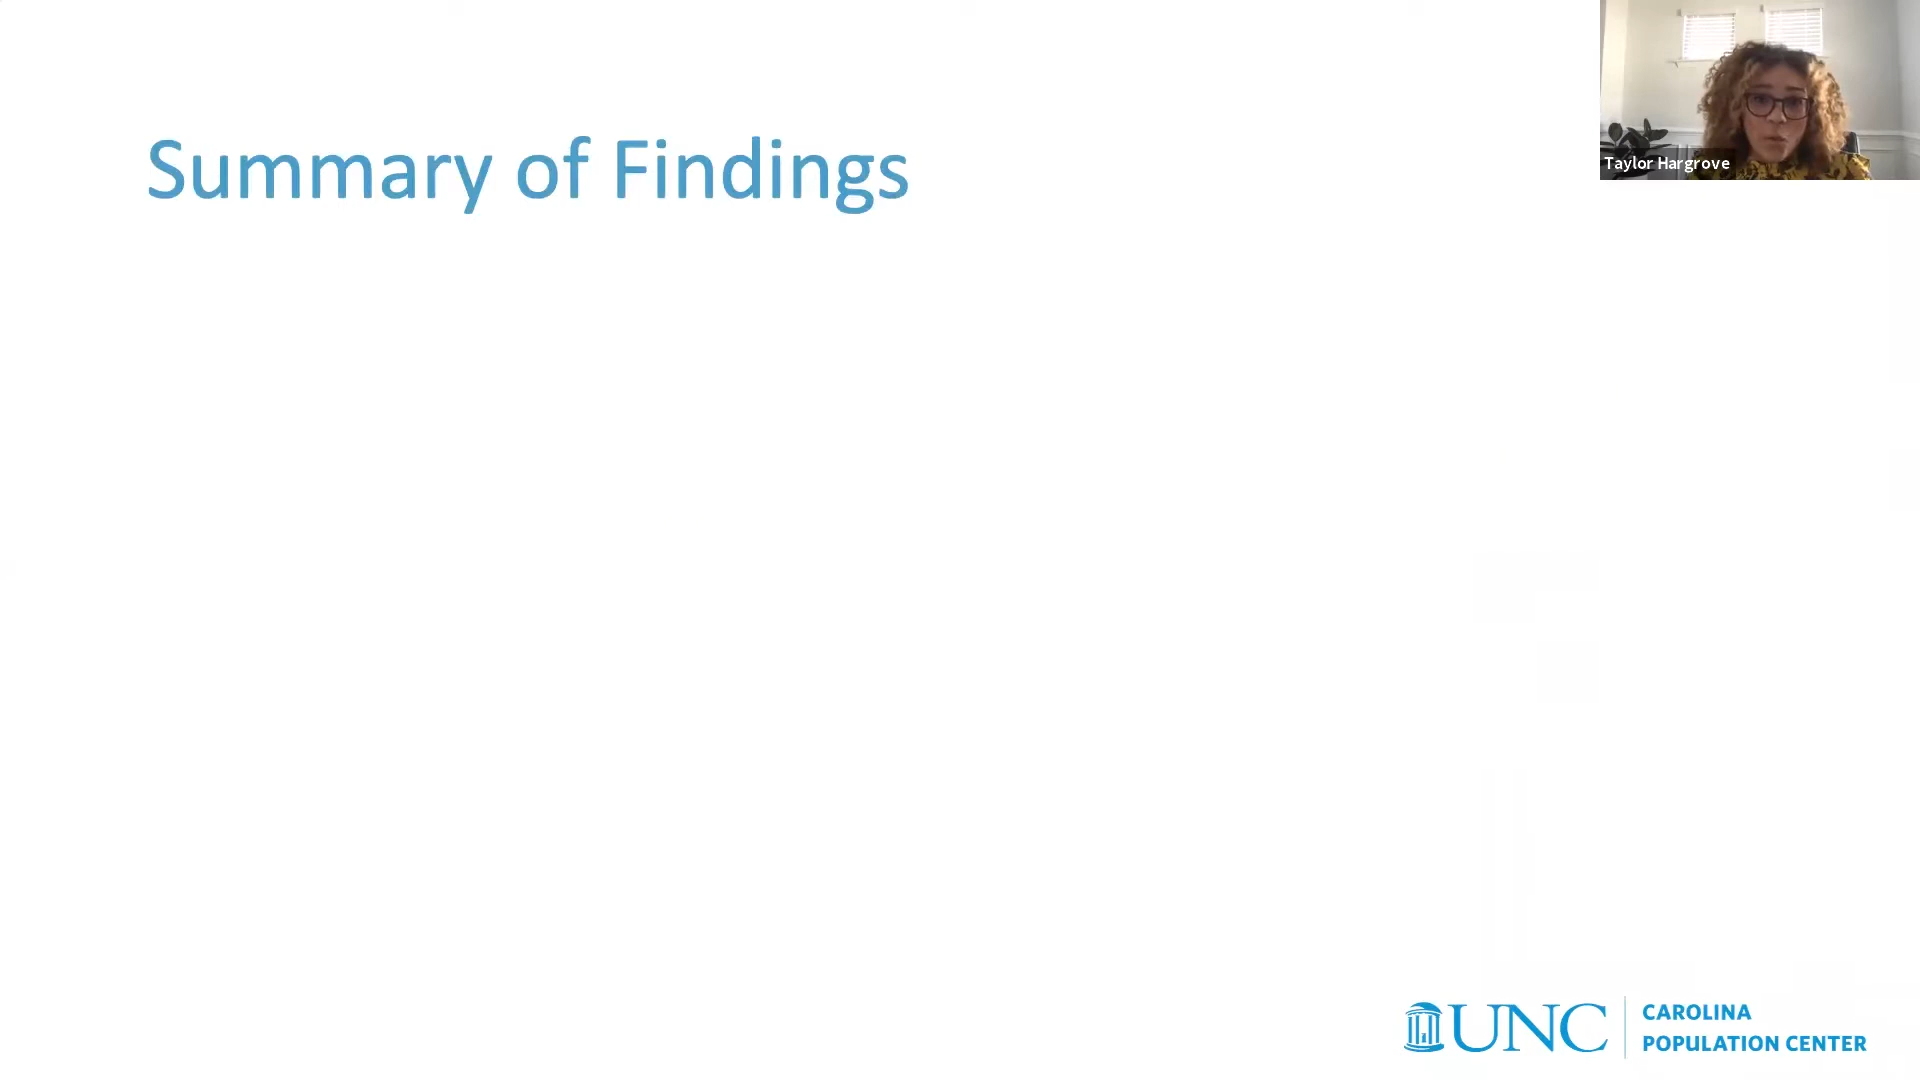 Summary of Findings
Taylor Hargrove
UNC
CAROLINA
POPULATION CENTER